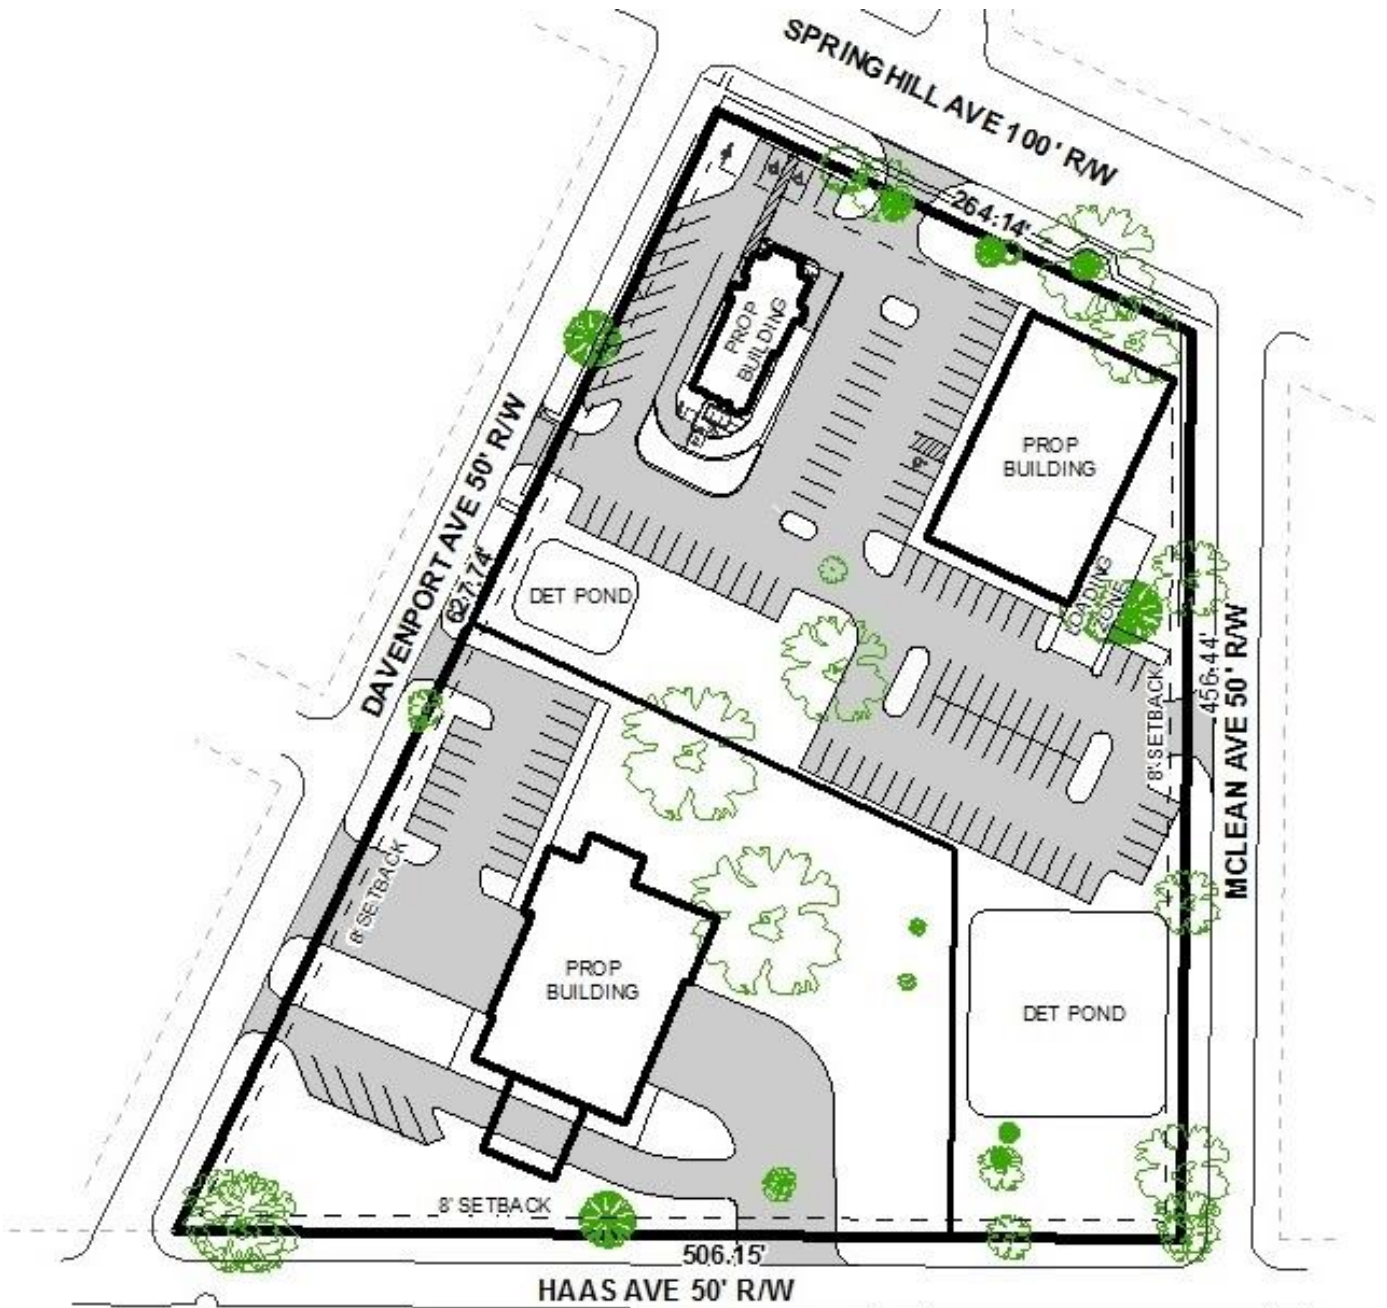 SPRING HILL AVE 100' R/W
264.14'
PROP
BUILDING
PROP
BUILDING
9'
DAVENPORT AVE 50' R/W
627.74'
DET POND
LOADING
ZONE
8' SETBACK
456.44'
MCLEAN AVE 50' R/W
8' SETBACK
PROP
BUILDING
DET POND
8' SETBACK
506.15'
HAAS AVE 50' R/W